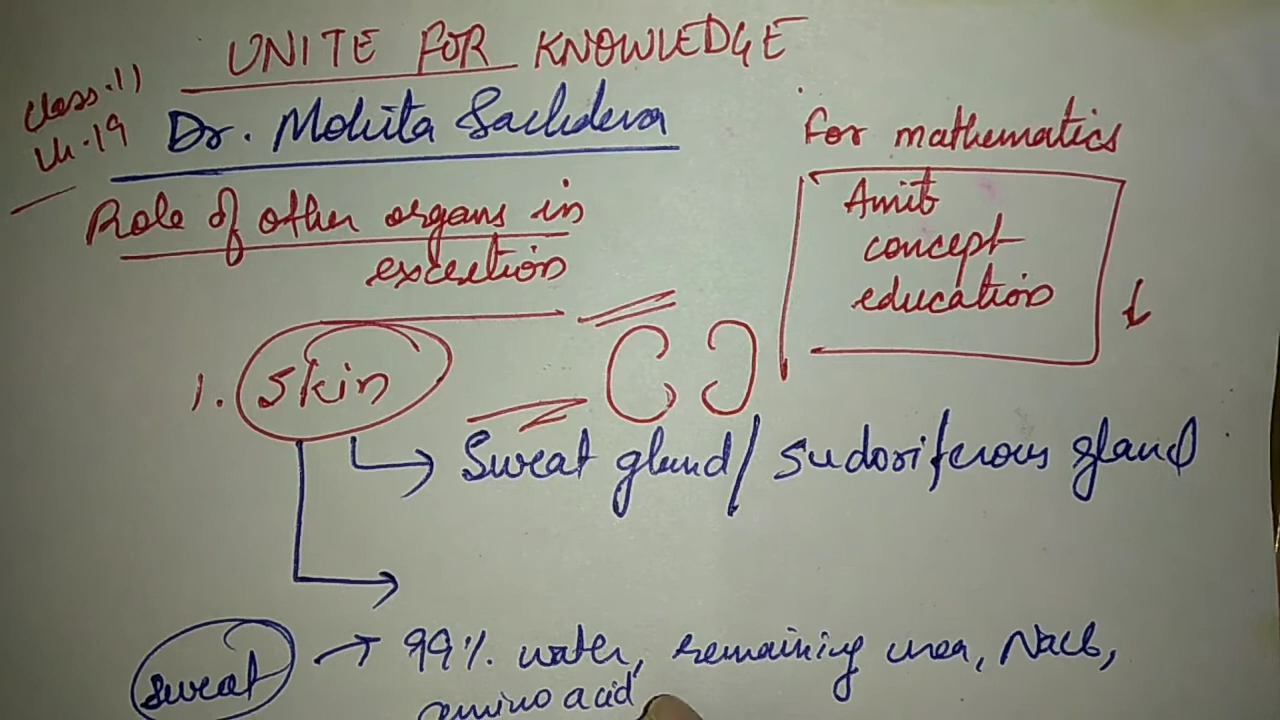 UNITE FOR KNOWLEDGE
Class.11
Ch.19
Dr. Mohita Sachdeva
For mathematics
Amit
concept
education
Role of other organs in
excretion
1. Skin
Sweat gland/ sudoriferous gland
sweat → 99% water, remaining urea, NaCl,
amino acid